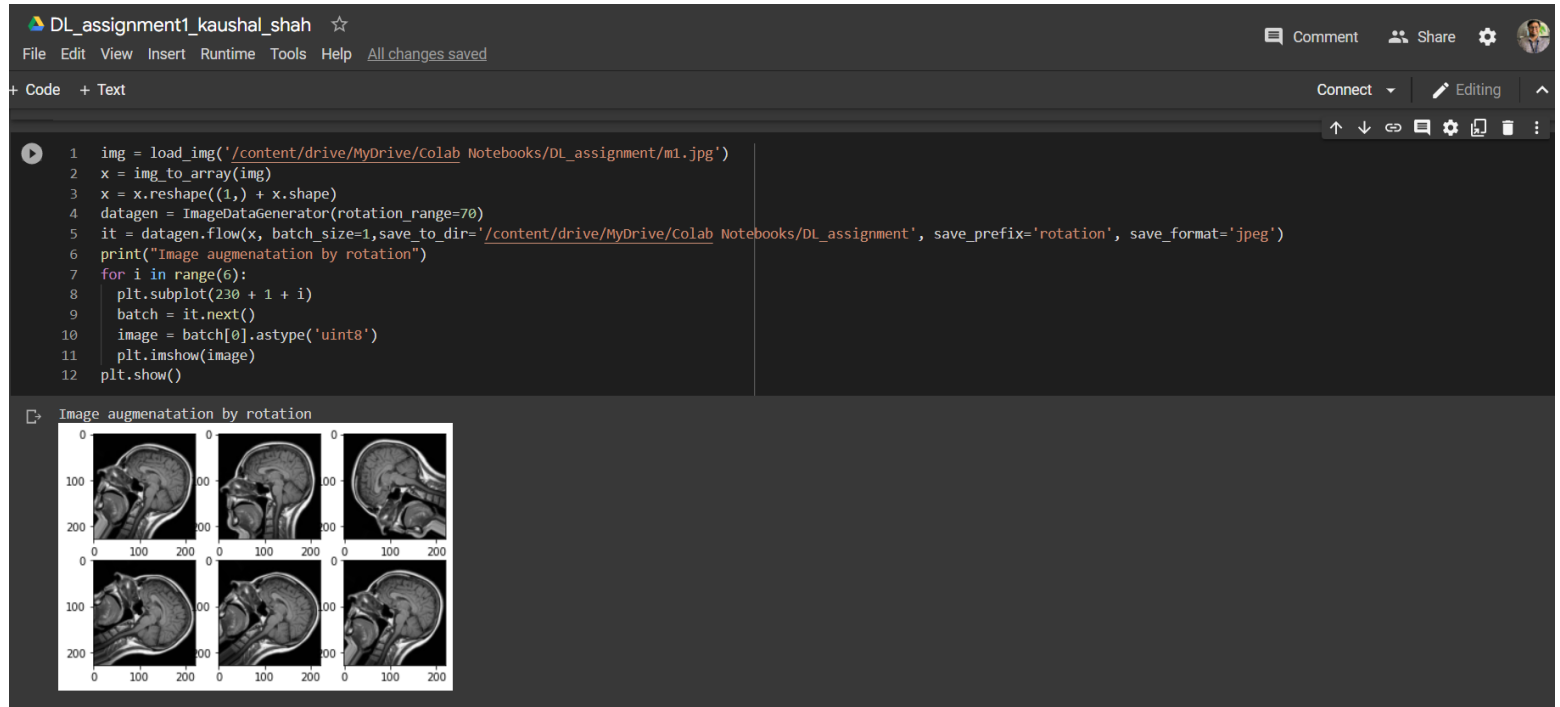 DL_assignment1_kaushal_shah
Comment Share
File Edit View Insert Runtime Tools Help All changes saved
+ Code + Text Connect Editing
1 img = load_img('/content/drive/MyDrive/Colab Notebooks/DL_assignment/m1.jpg')
2 x = img_to_array(img)
3 x = x.reshape((1,) + x.shape)
4 datagen = ImageDataGenerator(rotation_range=70)
5 it = datagen.flow(x, batch_size=1,save_to_dir='/content/drive/MyDrive/Colab Notebooks/DL_assignment', save_prefix='rotation', save_format='jpeg')
6 print("Image augmenatation by rotation")
7 for i in range(6):
8 plt.subplot(230 + 1 + i)
9 batch = it.next()
10 image = batch[0].astype('uint8')
11 plt.imshow(image)
12 plt.show()
Image augmenatation by rotation
0 0 0
100 00 00
200 00 00
0 100 200 0 100 200 0 100 200
0 0 0
100 00 00
200 00 00
0 100 200 0 100 200 0 100 200